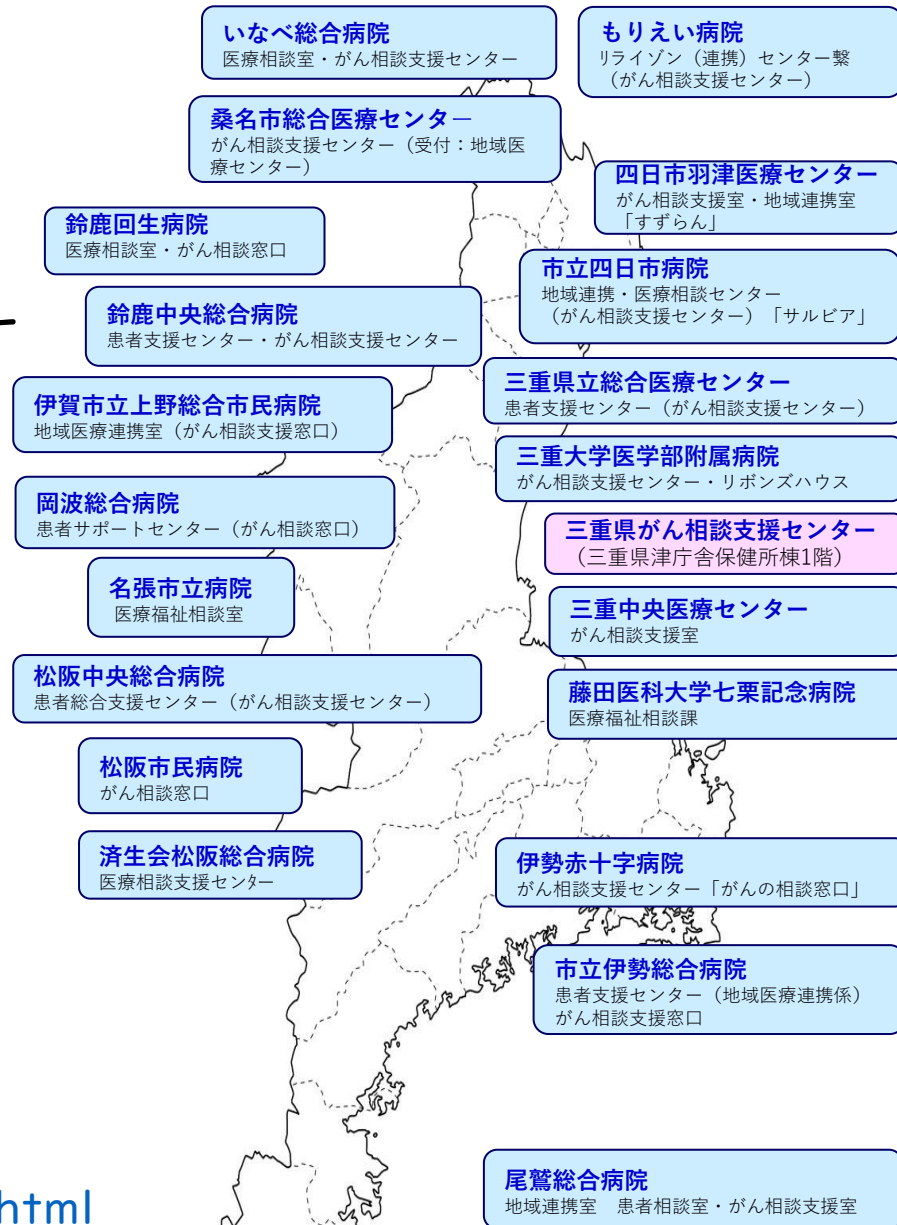 いなべ総合病院
医療相談室・がん相談支援センター
もりえい病院
リライゾン（連携）センター繋
（がん相談支援センター）
桑名市総合医療センター
がん相談支援センター（受付：地域医
療センター）
四日市羽津医療センター
がん相談支援室・地域連携室
「すずらん」
鈴鹿回生病院
医療相談室・がん相談窓口
市立四日市病院
地域連携・医療相談センター
（がん相談支援センター）「サルビア」
鈴鹿中央総合病院
患者支援センター・がん相談支援センター
三重県立総合医療センター
患者支援センター（がん相談支援センター）
伊賀市立上野総合市民病院
地域医療連携室（がん相談支援窓口）
三重大学医学部附属病院
がん相談支援センター・リボンズハウス
岡波総合病院
患者サポートセンター（がん相談窓口）
三重県がん相談支援センター
（三重県津庁舎保健所棟1階）
名張市立病院
医療福祉相談室
三重中央医療センター
がん相談支援室
松阪中央総合病院
患者総合支援センター（がん相談支援センター）
藤田医科大学七栗記念病院
医療福祉相談課
松阪市民病院
がん相談窓口
済生会松阪総合病院
医療相談支援センター
伊勢赤十字病院
がん相談支援センター「がんの相談窓口」
市立伊勢総合病院
患者支援センター（地域医療連携係）
がん相談支援窓口
尾鷲総合病院
地域連携室　患者相談室・がん相談支援室
html